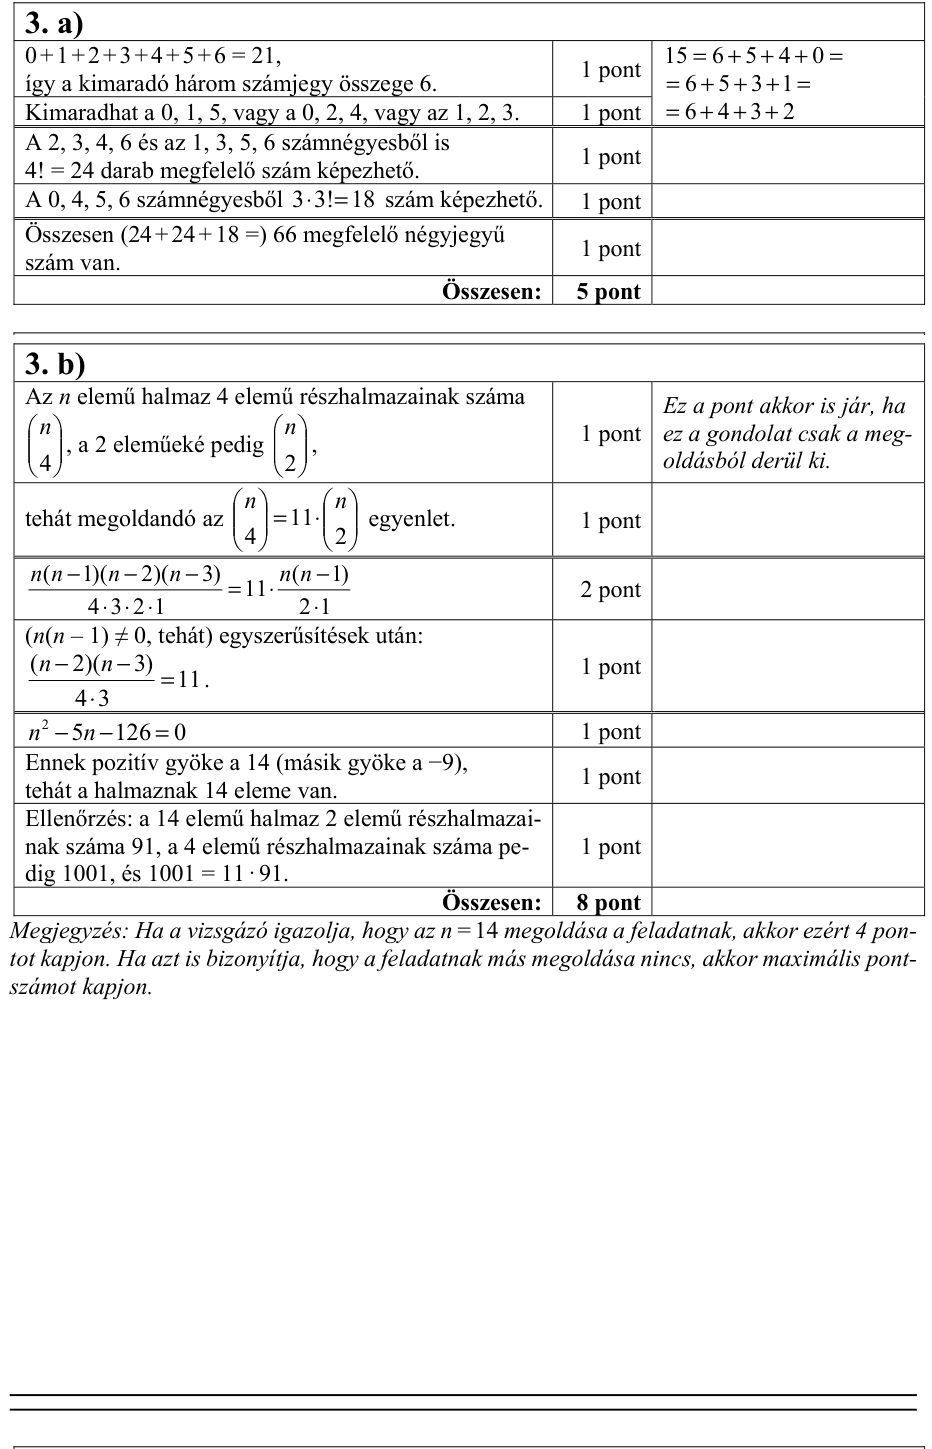 3. a)
0 + 1 + 2 + 3 + 4 + 5 + 6 = 21,
így a kimaradó három számjegy összege 6.
1 pont
15 = 6 + 5 + 4 + 0 =
= 6 + 5 + 3 + 1 =
= 6 + 4 + 3 + 2
Kimaradhat a 0, 1, 5, vagy a 0, 2, 4, vagy az 1, 2, 3.
1 pont
A 2, 3, 4, 6 és az 1, 3, 5, 6 számnégyesből is
4! = 24 darab megfelelő szám képezhető.
1 pont
A 0, 4, 5, 6 számnégyesből 3·3!= 18 szám képezhető.
1 pont
Összesen (24 + 24 + 18 =) 66 megfelelő négyjegyű
szám van.
1 pont
Összesen:
5 pont
3. b)
Az n elemű halmaz 4 elemű részhalmazainak száma
(n 4), a 2 eleműeké pedig (n 2),
1 pont
Ez a pont akkor is jár, ha
ez a gondolat csak a meg-
oldásból derül ki.
tehát megoldandó az (n 4) = 11·(n 2) egyenlet.
1 pont
n(n − 1)(n − 2)(n − 3) / 4·3·2·1 = 11· n(n − 1) / 2·1
2 pont
(n(n – 1) ≠ 0, tehát) egyszerűsítések után:
(n − 2)(n − 3) / 4·3 = 11 .
1 pont
n² − 5n − 126 = 0
1 pont
Ennek pozitív gyöke a 14 (másik gyöke a −9),
tehát a halmaznak 14 eleme van.
1 pont
Ellenőrzés: a 14 elemű halmaz 2 elemű részhalmazai-
nak száma 91, a 4 elemű részhalmazainak száma pe-
dig 1001, és 1001 = 11 · 91.
1 pont
Összesen:
8 pont
Megjegyzés: Ha a vizsgázó igazolja, hogy az n = 14 megoldása a feladatnak, akkor ezért 4 pon-
tot kapjon. Ha azt is bizonyítja, hogy a feladatnak más megoldása nincs, akkor maximális pont-
számot kapjon.